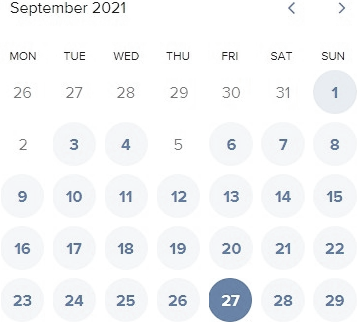 September 2021
MON TUE WED THU FRI SAT SUN
26 27 28 29 30 31 1
2 3 4 5 6 7 8
9 10 11 12 13 14 15
16 17 18 19 20 21 22
23 24 25 26 27 28 29